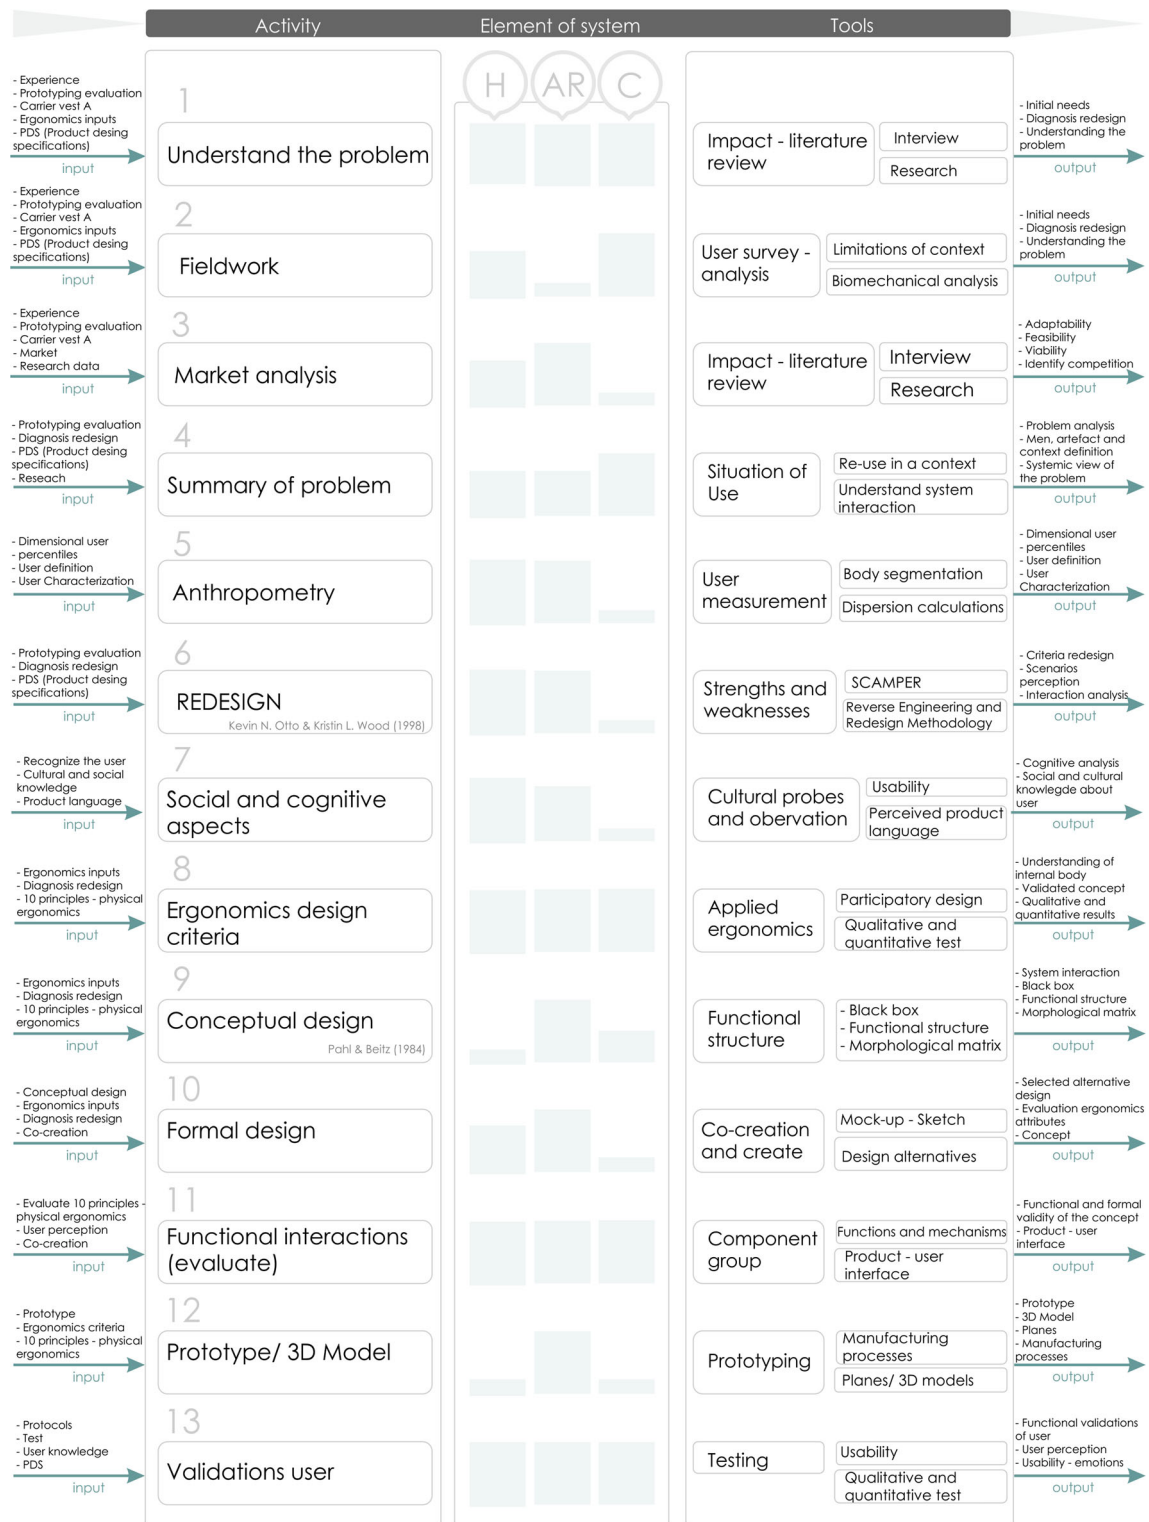 Activity
Element of system
Tools
H
AR
C
- Experience
- Prototyping evaluation
- Carrier vest A
- Ergonomics inputs
- PDS (Product desing
specifications)
input
1
Understand the problem
Impact - literature
review
Interview
Research
- Initial needs
- Diagnosis redesign
- Understanding the
problem
output
- Experience
- Prototyping evaluation
- Carrier vest A
- Ergonomics inputs
- PDS (Product desing
specifications)
input
2
Fieldwork
User survey -
analysis
Limitations of context
Biomechanical analysis
- Initial needs
- Diagnosis redesign
- Understanding the
problem
output
- Experience
- Prototyping evaluation
- Carrier vest A
- Market
- Research data
input
3
Market analysis
Impact - literature
review
Interview
Research
- Adaptability
- Feasibility
- Viability
- Identify competition
output
- Prototyping evaluation
- Diagnosis redesign
- PDS (Product desing
specifications)
- Reseach
input
4
Summary of problem
Situation of
Use
Re-use in a context
Understand system
interaction
- Problem analysis
- Men, artefact and
context definition
- Systemic view of
the problem
output
- Dimensional user
- percentiles
- User definition
- User Characterization
input
5
Anthropometry
User
measurement
Body segmentation
Dispersion calculations
- Dimensional user
- percentiles
- User definition
- User
Characterization
output
- Prototyping evaluation
- Diagnosis redesign
- PDS (Product desing
specifications)
input
6
REDESIGN
Kevin N. Otto & Kristin L. Wood (1998)
Strengths and
weaknesses
SCAMPER
Reverse Engineering and
Redesign Methodology
- Criteria redesign
- Scenarios
perception
- Interaction analysis
output
- Recognize the user
- Cultural and social
knowledge
- Product language
input
7
Social and cognitive
aspects
Cultural probes
and obervation
Usability
Perceived product
language
- Cognitive analysis
- Social and cultural
knowlegde about
user
output
- Ergonomics inputs
- Diagnosis redesign
- 10 principles - physical
ergonomics
input
8
Ergonomics design
criteria
Applied
ergonomics
Participatory design
Qualitative and
quantitative test
- Understanding of
internal body
- Validated concept
- Qualitative and
quantitative results
output
- Ergonomics inputs
- Diagnosis redesign
- 10 principles - physical
ergonomics
input
9
Conceptual design
Pahl & Beitz (1984)
Functional
structure
- Black box
- Functional structure
- Morphological matrix
- System interaction
- Black box
- Functional structure
- Morphological matrix
output
- Conceptual design
- Ergonomics inputs
- Diagnosis redesign
- Co-creation
input
10
Formal design
Co-creation
and create
Mock-up - Sketch
Design alternatives
- Selected alternative
design
- Evaluation ergonomics
attributes
- Concept
output
- Evaluate 10 principles -
physical ergonomics
- User perception
- Co-creation
input
11
Functional interactions
(evaluate)
Component
group
Functions and mechanisms
Product - user
interface
- Functional and formal
validity of the concept
- Product - user
interface
output
- Prototype
- Ergonomics criteria
- 10 principles - physical
ergonomics
input
12
Prototype/ 3D Model
Prototyping
Manufacturing
processes
Planes/ 3D models
- Prototype
- 3D Model
- Planes
- Manufacturing
processes
output
- Protocols
- Test
- User knowledge
- PDS
input
13
Validations user
Testing
Usability
Qualitative and
quantitative test
- Functional validations
of user
- User perception
- Usability - emotions
output